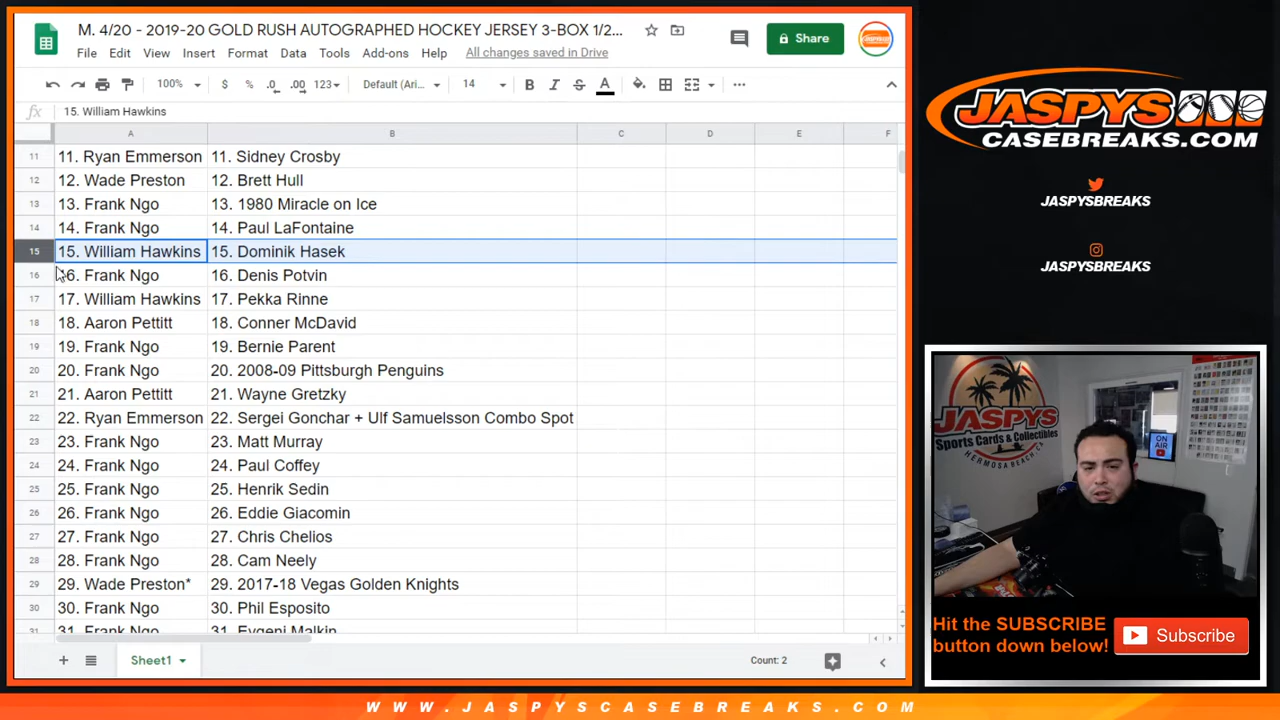 M. 4/20 - 2019-20 GOLD RUSH AUTOGRAPHED HOCKEY JERSEY 3-BOX 1/2...
Share
File Edit View Insert Format Data Tools Add-ons Help All changes saved in Drive
100% $ % .0 .00 123 Default (Ari... 14 B I S A
fx 15. William Hawkins
A B C D E F
11 11. Ryan Emmerson 11. Sidney Crosby
12 12. Wade Preston 12. Brett Hull
13 13. Frank Ngo 13. 1980 Miracle on Ice
14 14. Frank Ngo 14. Paul LaFontaine
15 15. William Hawkins 15. Dominik Hasek
16 16. Frank Ngo 16. Denis Potvin
17 17. William Hawkins 17. Pekka Rinne
18 18. Aaron Pettitt 18. Conner McDavid
19 19. Frank Ngo 19. Bernie Parent
20 20. Frank Ngo 20. 2008-09 Pittsburgh Penguins
21 21. Aaron Pettitt 21. Wayne Gretzky
22 22. Ryan Emmerson 22. Sergei Gonchar + Ulf Samuelsson Combo Spot
23 23. Frank Ngo 23. Matt Murray
24 24. Frank Ngo 24. Paul Coffey
25 25. Frank Ngo 25. Henrik Sedin
26 26. Frank Ngo 26. Eddie Giacomin
27 27. Frank Ngo 27. Chris Chelios
28 28. Frank Ngo 28. Cam Neely
29 29. Wade Preston* 29. 2017-18 Vegas Golden Knights
30 30. Frank Ngo 30. Phil Esposito
31 31. Frank Ngo 31. Evgeni Malkin
Sheet1
Count: 2
JASPYS
CASEBREAKS.COM
JASPYSBREAKS
JASPYSBREAKS
JASPYS
Sports Cards & Collectibles
HERMOSA BEACH, CA
ON
AIR
Hit the SUBSCRIBE
button down below!
Subscribe
WWW.JASPYSCASEBREAKS.COM